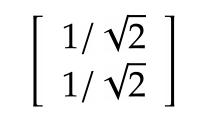 [ 1/√2 ]
[ 1/√2 ]